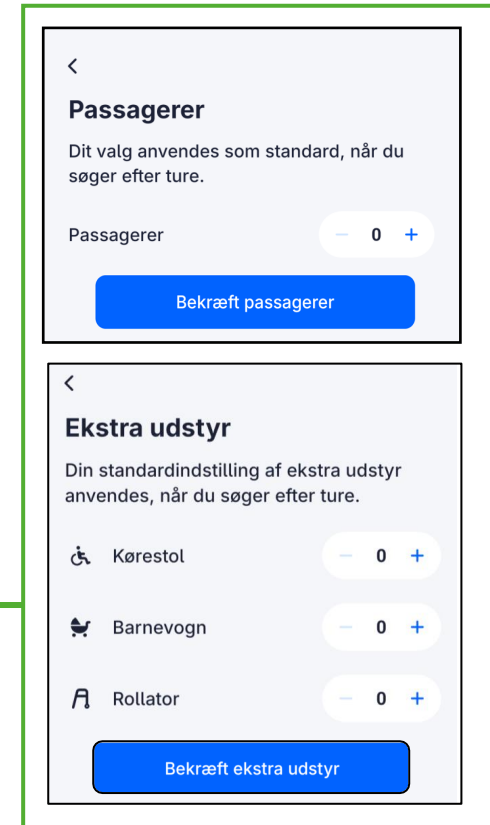 Passagerer
Dit valg anvendes som standard, når du
søger efter ture.
Passagerer − 0 +
Bekræft passagerer
Ekstra udstyr
Din standardindstilling af ekstra udstyr
anvendes, når du søger efter ture.
Kørestol − 0 +
Barnevogn − 0 +
Rollator − 0 +
Bekræft ekstra udstyr